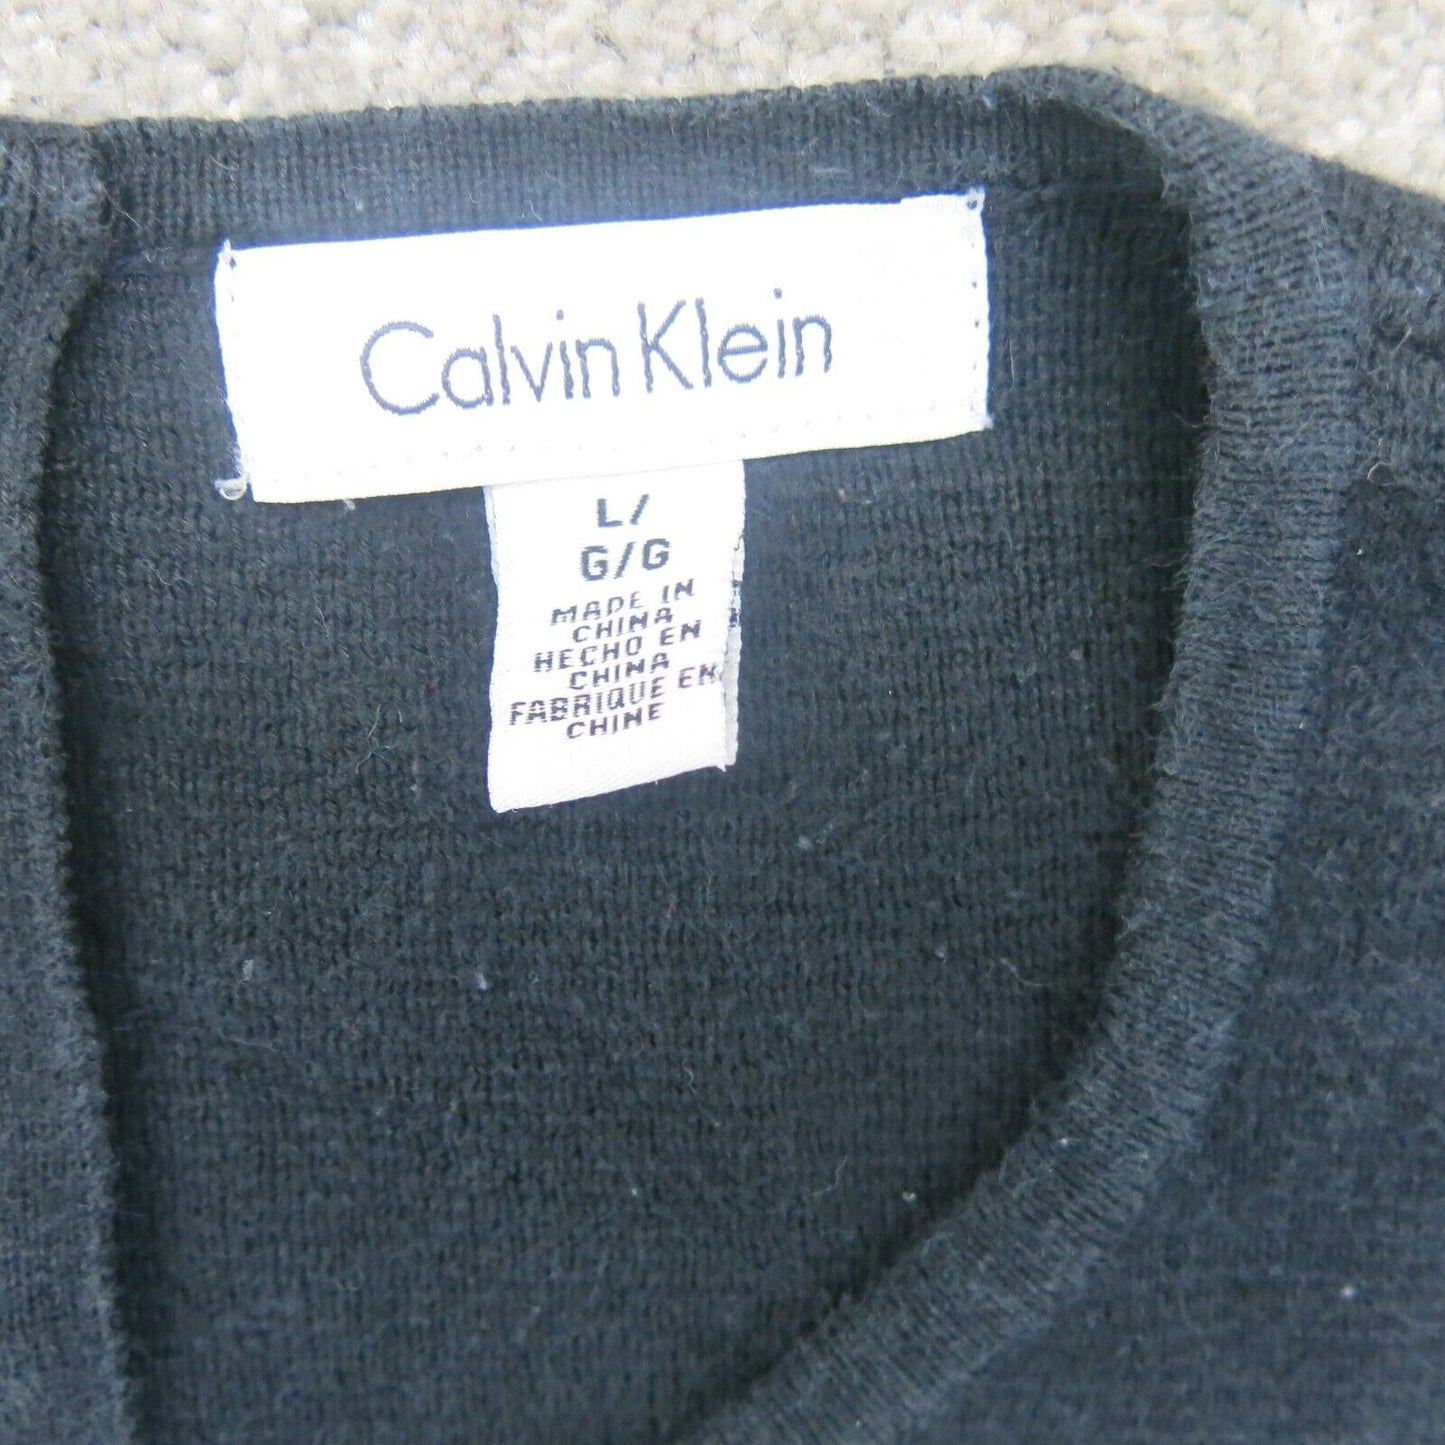 Calvin Klein
L/
G/G
MADE IN
CHINA
HECHO EN
CHINA
FABRIQUE EN
CHINE